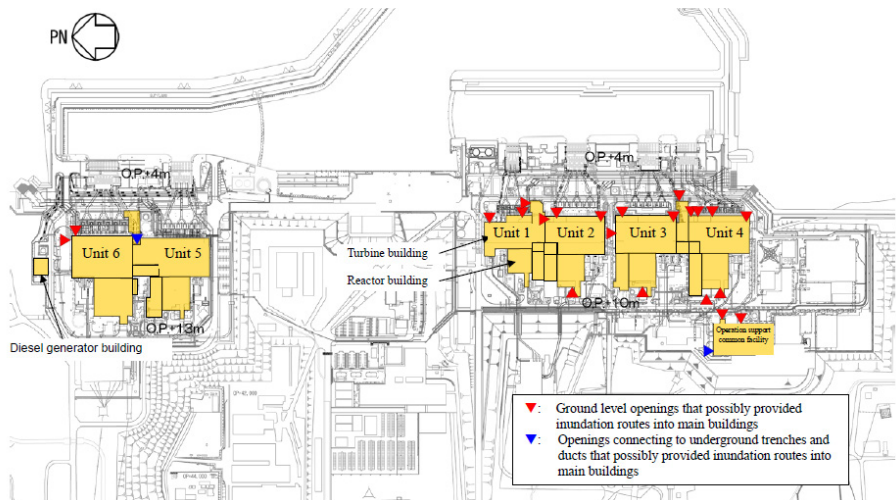 PN
O.P.+4m
O.P.+4m
Unit 6
Unit 5
Unit 1
Unit 2
Unit 3
Unit 4
Turbine building
Reactor building
O.P.+10m
O.P.+13m
Diesel generator building
Operation support
common facility
▼: Ground level openings that possibly provided
inundation routes into main buildings
▼: Openings connecting to underground trenches and
ducts that possibly provided inundation routes into
main buildings